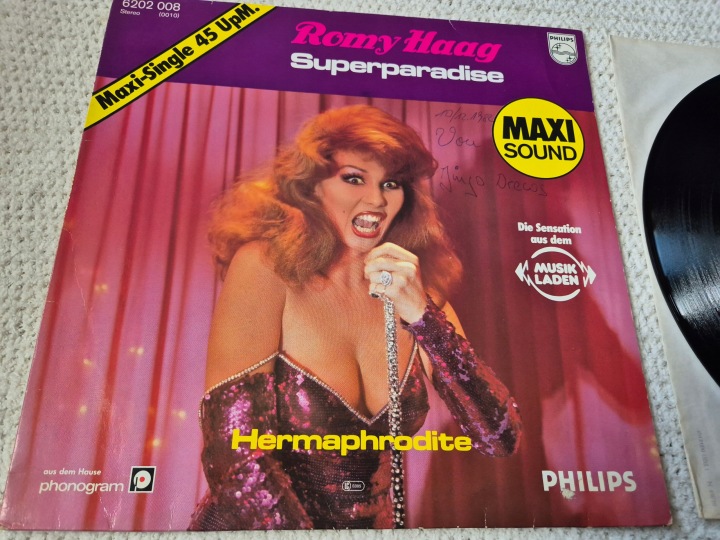 6202 008
Stereo (0010)
Maxi-Single 45 UpM.
Romy Haag
Superparadise
PHILIPS
MAXI
SOUND
Von
Die Sensation
aus dem
MUSIK
LADEN
Hermaphrodite
aus dem Hause
phonogram
PHILIPS